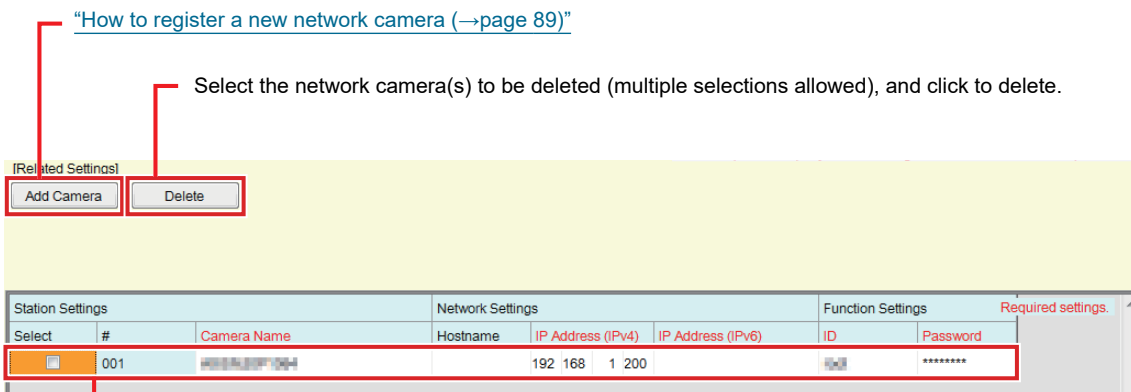 “How to register a new network camera (→page 89)”
Select the network camera(s) to be deleted (multiple selections allowed), and click to delete.
[Related Settings]
Add Camera Delete
Station Settings Network Settings Function Settings Required settings.
Select # Camera Name Hostname IP Address (IPv4) IP Address (IPv6) ID Password
001 192 168 1 200 ********